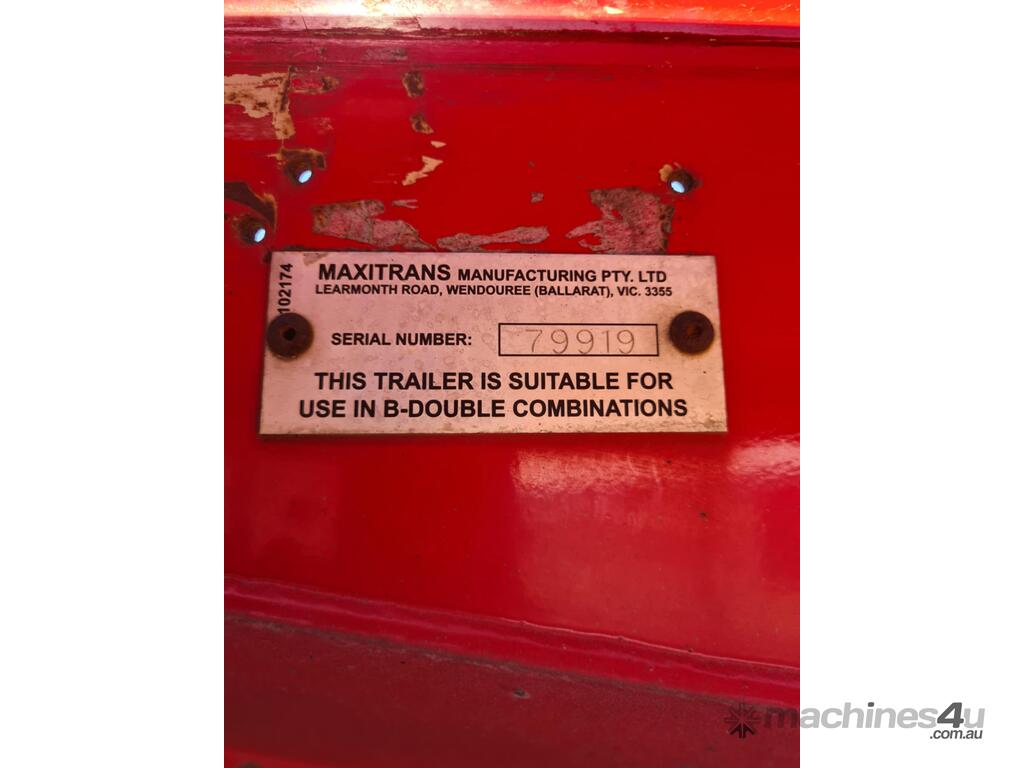 102174
MAXITRANS MANUFACTURING PTY. LTD
LEARMONTH ROAD, WENDOUREE (BALLARAT), VIC. 3355
SERIAL NUMBER: 79919
THIS TRAILER IS SUITABLE FOR
USE IN B-DOUBLE COMBINATIONS
machines4u
.com.au